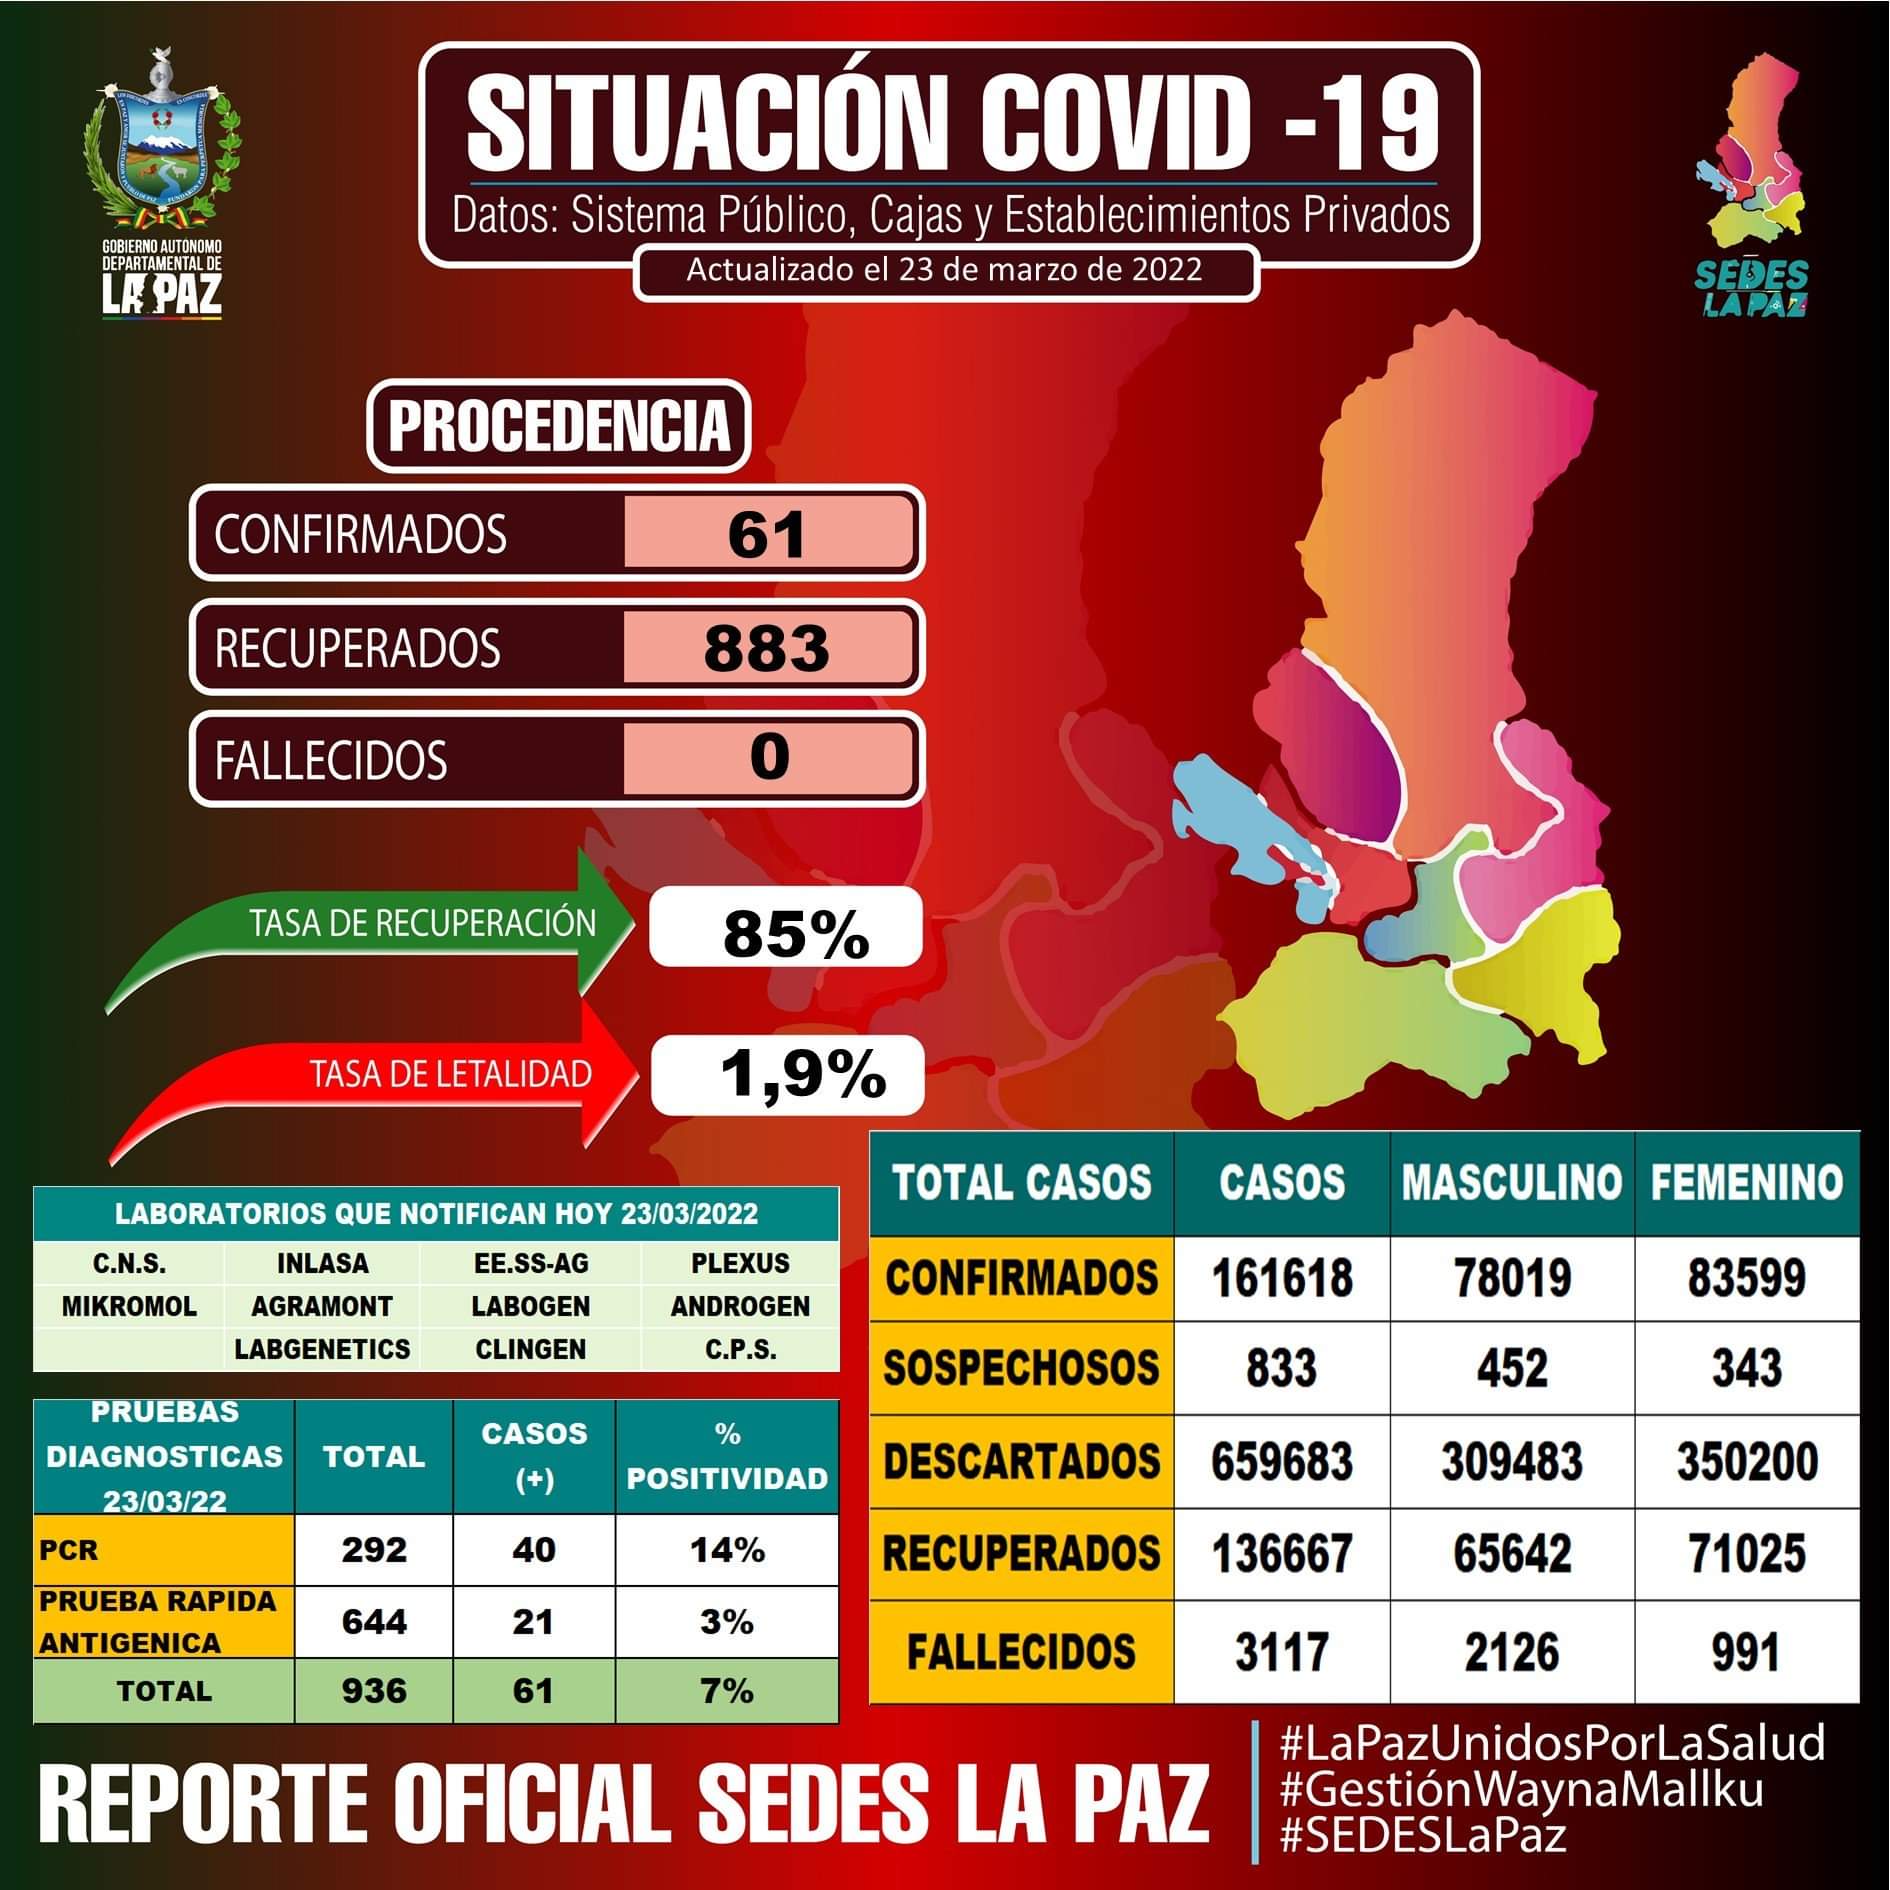 SITUACIÓN COVID -19
Datos: Sistema Público, Cajas y Establecimientos Privados
Actualizado el 23 de marzo de 2022
GOBIERNO AUTÓNOMO
DEPARTAMENTAL DE
LA PAZ
SEDES
LA PAZ
PROCEDENCIA
CONFIRMADOS 61
RECUPERADOS 883
FALLECIDOS 0
TASA DE RECUPERACIÓN 85%
TASA DE LETALIDAD 1,9%
LABORATORIOS QUE NOTIFICAN HOY 23/03/2022
C.N.S. INLASA EE.SS-AG PLEXUS
MIKROMOL AGRAMONT LABOGEN ANDROGEN
LABGENETICS CLINGEN C.P.S.
PRUEBAS
DIAGNOSTICAS
23/03/22
TOTAL
CASOS
(+)
%
POSITIVIDAD
PCR 292 40 14%
PRUEBA RAPIDA
ANTIGENICA
644 21 3%
TOTAL 936 61 7%
TOTAL CASOS CASOS MASCULINO FEMENINO
CONFIRMADOS 161618 78019 83599
SOSPECHOSOS 833 452 343
DESCARTADOS 659683 309483 350200
RECUPERADOS 136667 65642 71025
FALLECIDOS 3117 2126 991
REPORTE OFICIAL SEDES LA PAZ
#LaPazUnidosPorLaSalud
#GestiónWaynaMallku
#SEDESLaPaz